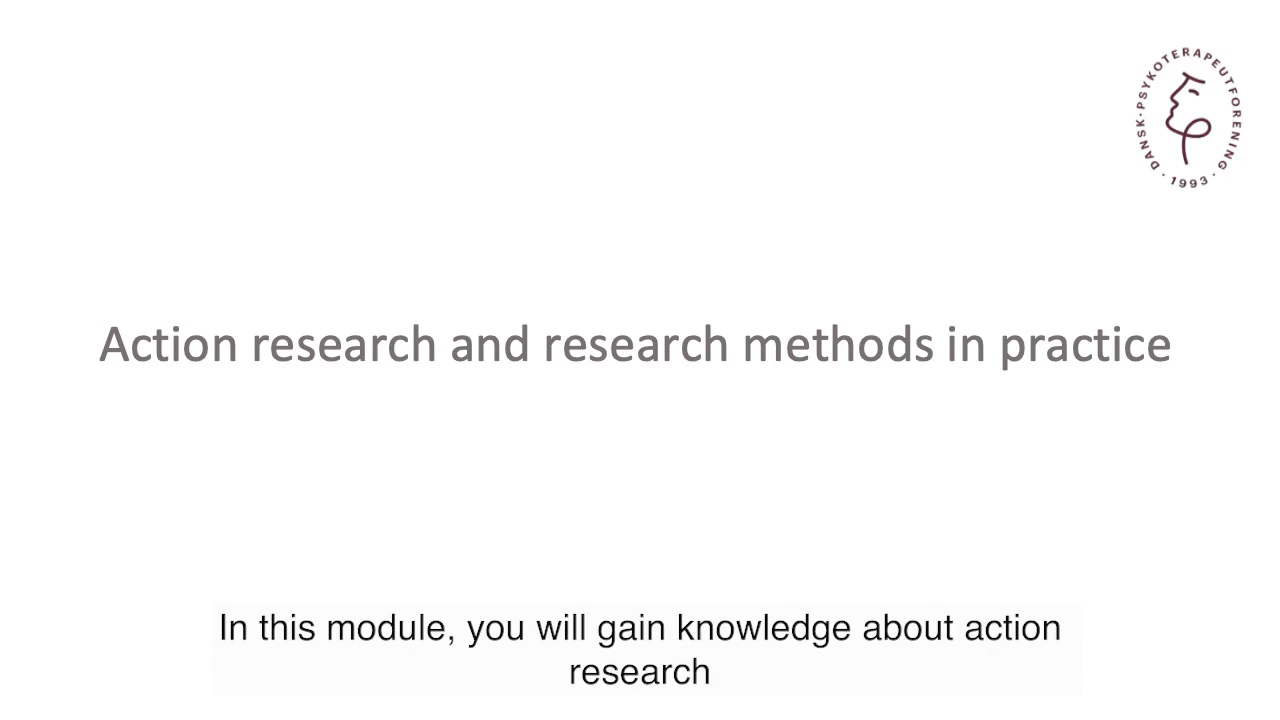 DANSK · PSYKOTERAPEUTFORENING · 1993 ·
Action research and research methods in practice
In this module, you will gain knowledge about action
research